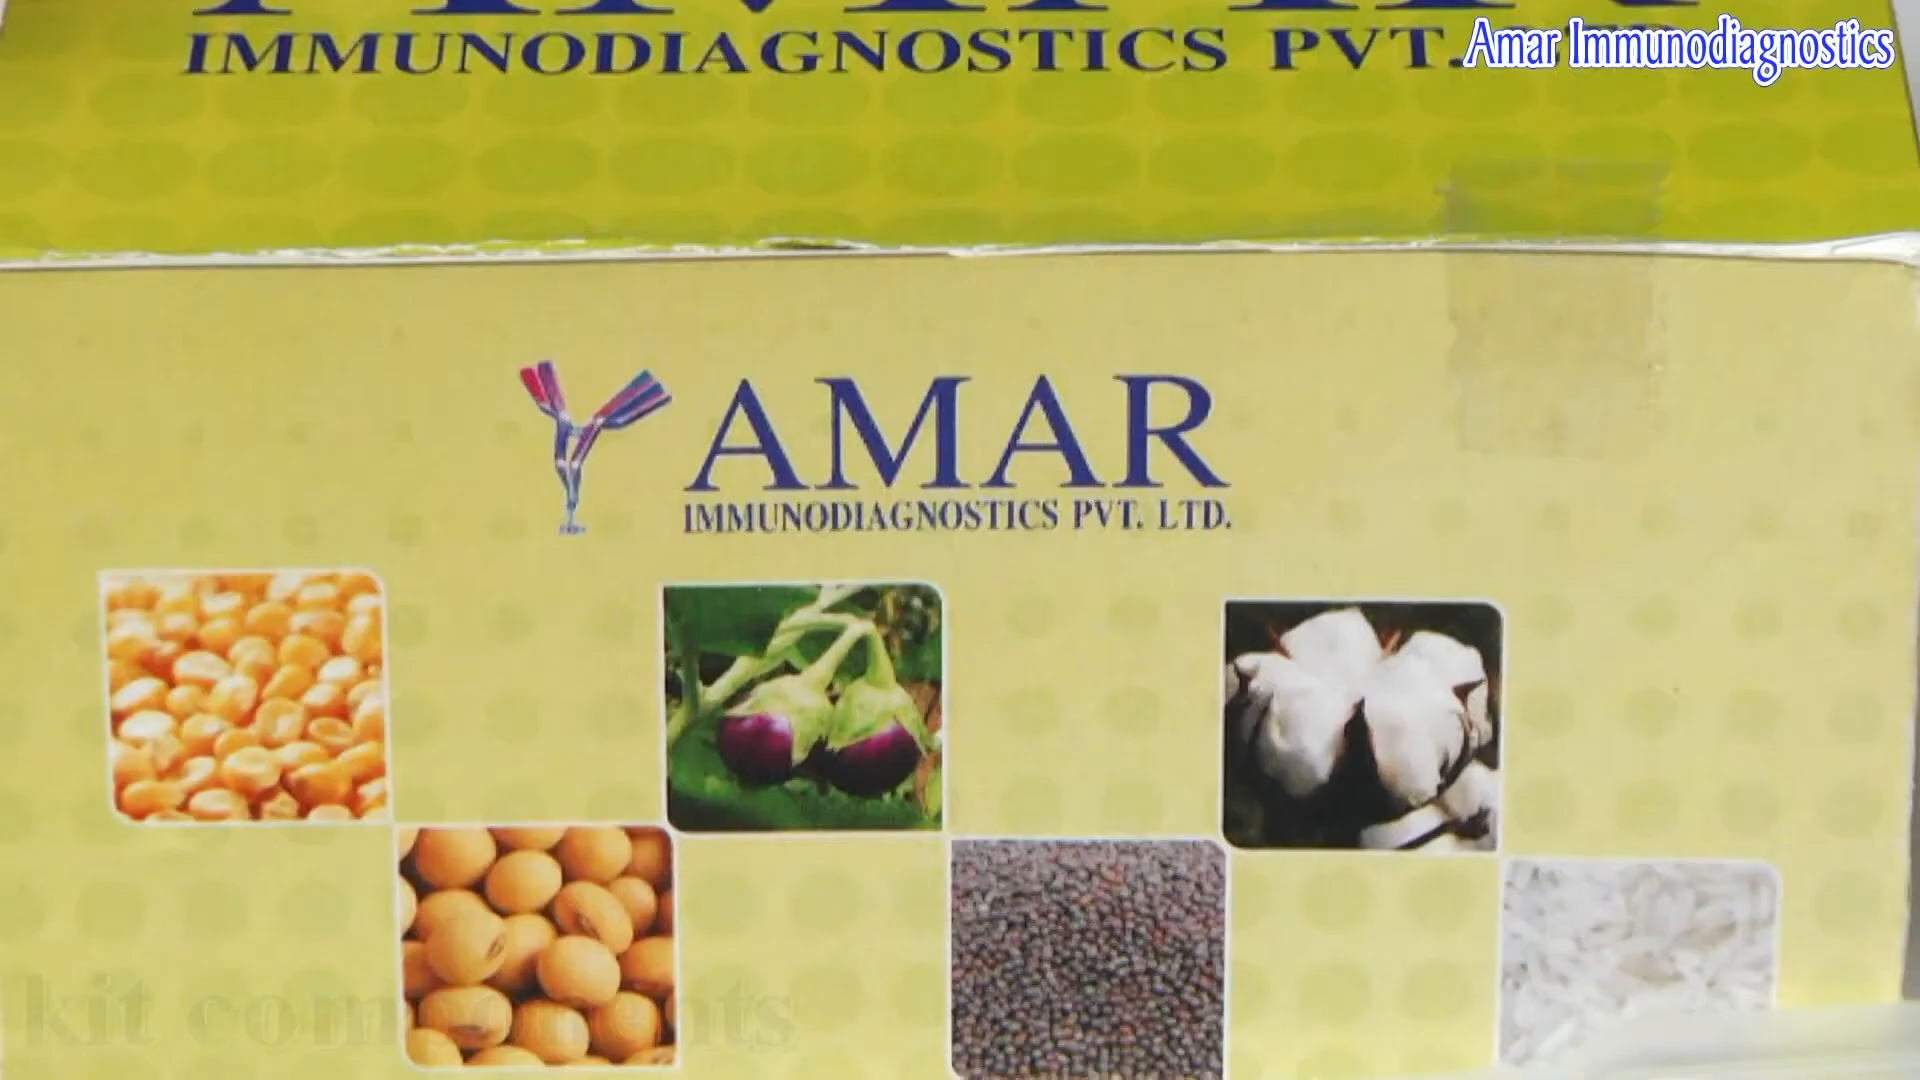 IMMUNODIAGNOSTICS PVT.
Amar Immunodiagnostics
AMAR
IMMUNODIAGNOSTICS PVT. LTD.
kit components